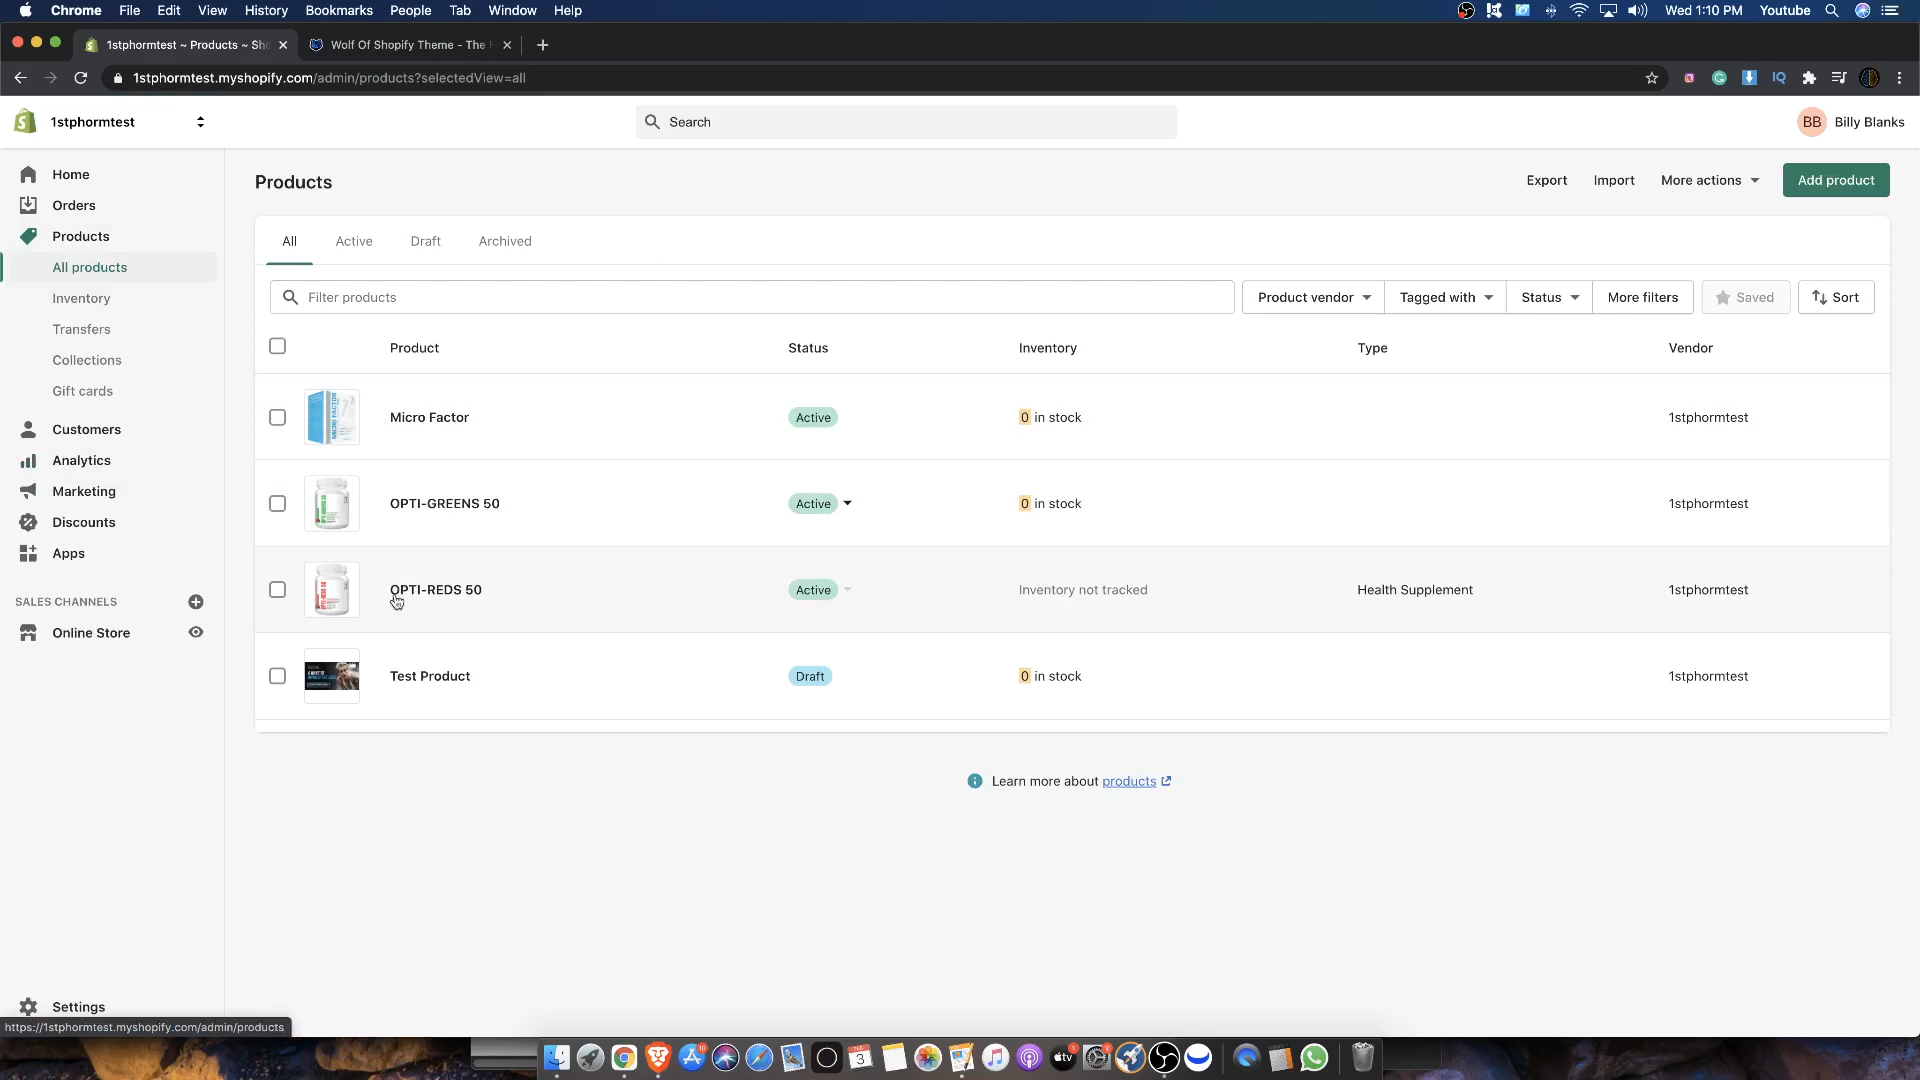 Chrome File Edit View History Bookmarks People Tab Window Help
Wed 1:10 PM Youtube
1stphormtest ~ Products ~ Sho
Wolf Of Shopify Theme - The
1stphormtest.myshopify.com/admin/products?selectedView=all
IQ
1stphormtest
Search
BB Billy Blanks
Home
Orders
Products
All products
Inventory
Transfers
Collections
Gift cards
Customers
Analytics
Marketing
Discounts
Apps
SALES CHANNELS
Online Store
Settings
https://1stphormtest.myshopify.com/admin/products
Products
Export Import More actions Add product
All Active Draft Archived
Filter products
Product vendor Tagged with Status More filters Saved Sort
Product Status Inventory Type Vendor
Micro Factor Active 0 in stock 1stphormtest
OPTI-GREENS 50 Active 0 in stock 1stphormtest
OPTI-REDS 50 Active Inventory not tracked Health Supplement 1stphormtest
Test Product Draft 0 in stock 1stphormtest
Learn more about products
MICRO FACTOR
tv